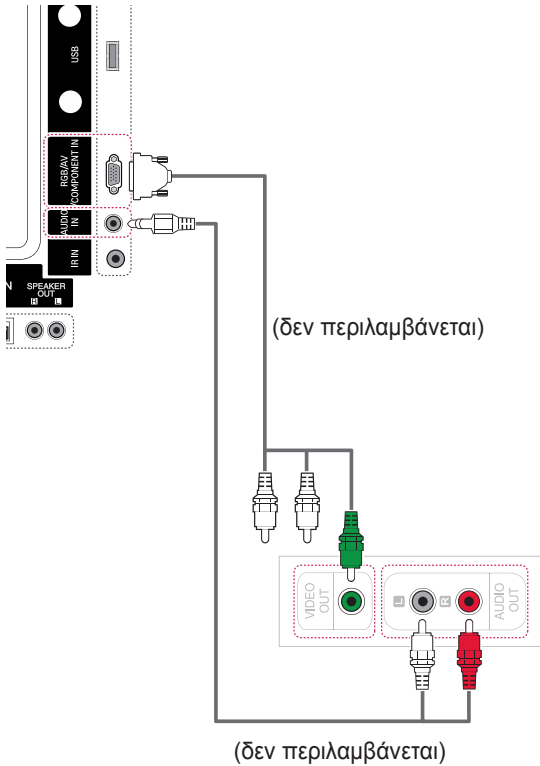 USB
RGB/AV
/COMPONENT IN
AUDIO
IN
IR IN
N
SPEAKER
OUT
R L
(δεν περιλαμβάνεται)
VIDEO
OUT
L R
AUDIO
OUT
(δεν περιλαμβάνεται)